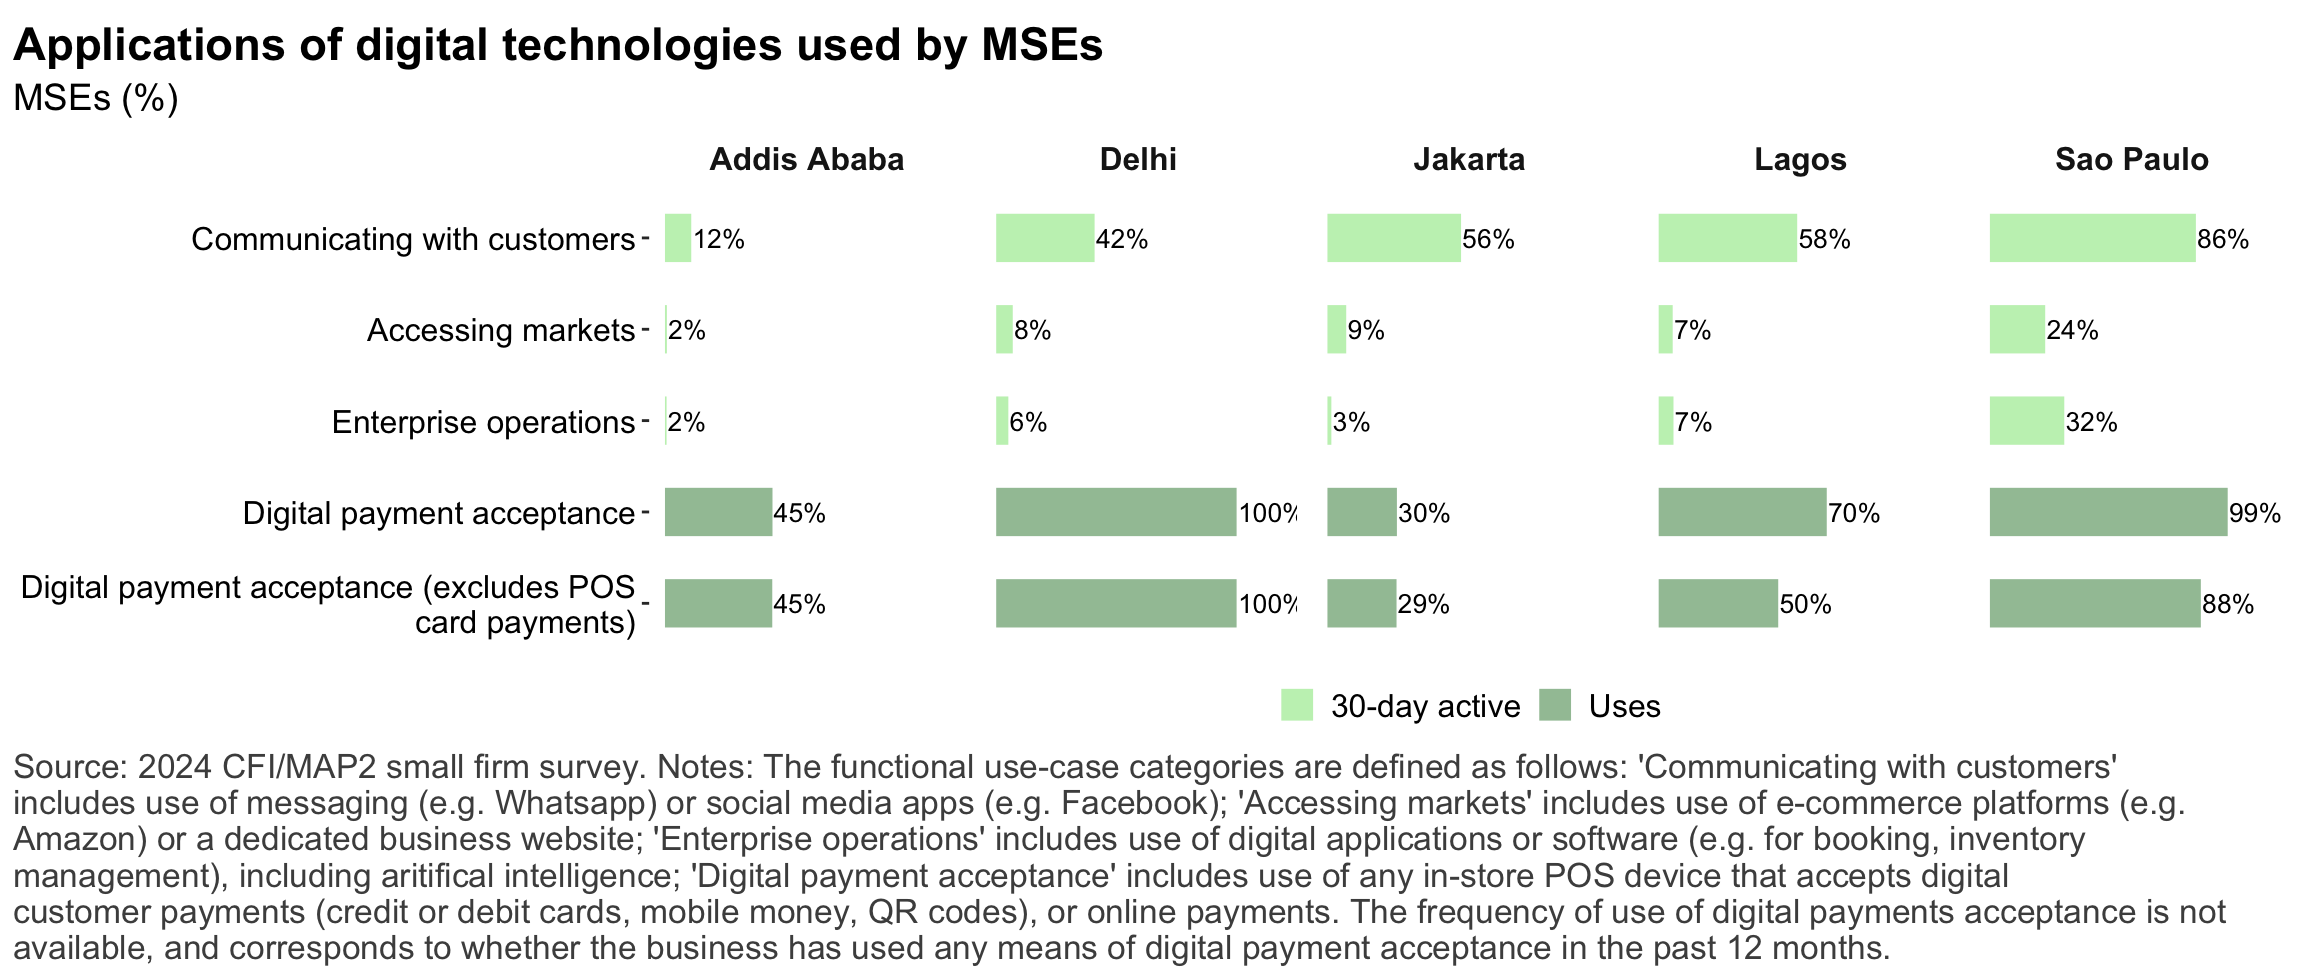 Applications of digital technologies used by MSEs
MSEs (%)
Addis Ababa Delhi Jakarta Lagos Sao Paulo
Communicating with customers - 12% 42% 56% 58% 86%
Accessing markets - 2% 8% 9% 7% 24%
Enterprise operations - 2% 6% 3% 7% 32%
Digital payment acceptance - 45% 100% 30% 70% 99%
Digital payment acceptance (excludes POS
card payments) - 45% 100% 29% 50% 88%
30-day active Uses
Source: 2024 CFI/MAP2 small firm survey. Notes: The functional use-case categories are defined as follows: 'Communicating with customers'
includes use of messaging (e.g. Whatsapp) or social media apps (e.g. Facebook); 'Accessing markets' includes use of e-commerce platforms (e.g.
Amazon) or a dedicated business website; 'Enterprise operations' includes use of digital applications or software (e.g. for booking, inventory
management), including aritifical intelligence; 'Digital payment acceptance' includes use of any in-store POS device that accepts digital
customer payments (credit or debit cards, mobile money, QR codes), or online payments. The frequency of use of digital payments acceptance is not
available, and corresponds to whether the business has used any means of digital payment acceptance in the past 12 months.